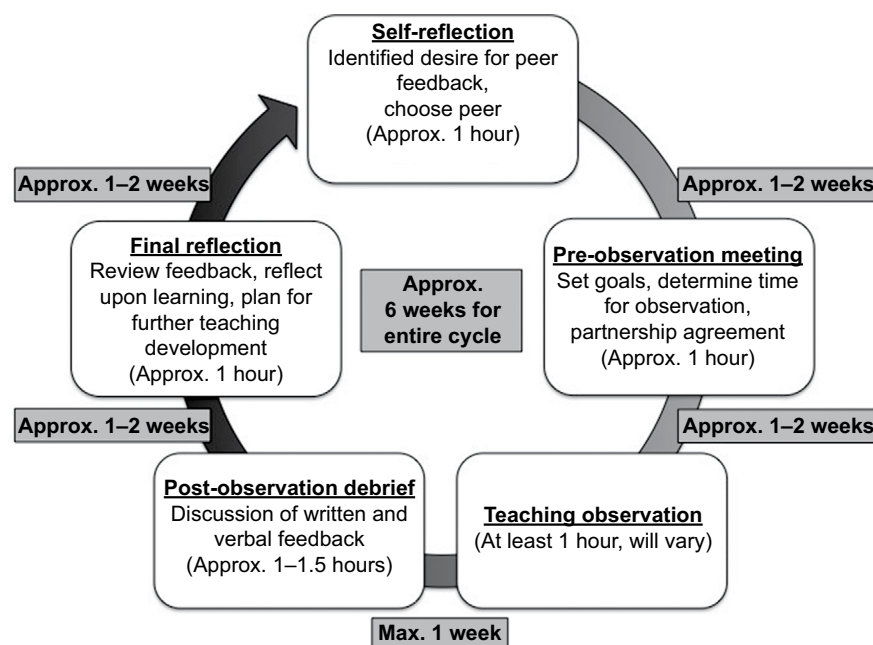 Self-reflection
Identified desire for peer
feedback,
choose peer
(Approx. 1 hour)
Approx. 1–2 weeks
Approx. 1–2 weeks
Pre-observation meeting
Set goals, determine time
for observation,
partnership agreement
(Approx. 1 hour)
Approx. 1–2 weeks
Teaching observation
(At least 1 hour, will vary)
Max. 1 week
Post-observation debrief
Discussion of written and
verbal feedback
(Approx. 1–1.5 hours)
Approx. 1–2 weeks
Final reflection
Review feedback, reflect
upon learning, plan for
further teaching
development
(Approx. 1 hour)
Approx.
6 weeks for
entire cycle